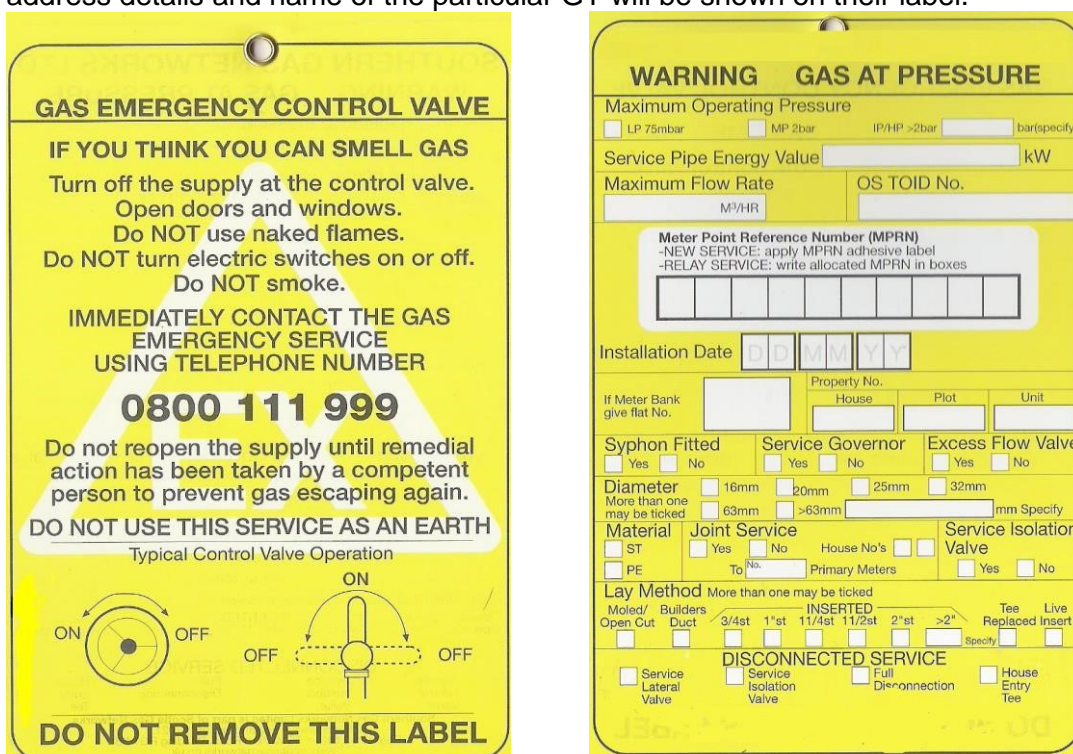 address details and name of the particular GT will be shown on their label.
GAS EMERGENCY CONTROL VALVE
IF YOU THINK YOU CAN SMELL GAS
Turn off the supply at the control valve.
Open doors and windows.
Do NOT use naked flames.
Do NOT turn electric switches on or off.
Do NOT smoke.
IMMEDIATELY CONTACT THE GAS
EMERGENCY SERVICE
USING TELEPHONE NUMBER
0800 111 999
Do not reopen the supply until remedial
action has been taken by a competent
person to prevent gas escaping again.
DO NOT USE THIS SERVICE AS AN EARTH
Typical Control Valve Operation
ON
ON OFF
OFF OFF
DO NOT REMOVE THIS LABEL
EX
WARNING GAS AT PRESSURE
Maximum Operating Pressure
LP 75mbar MP 2bar IP/HP >2bar bar(specify
Service Pipe Energy Value kW
Maximum Flow Rate OS TOID No.
M³/HR
Meter Point Reference Number (MPRN)
-NEW SERVICE: apply MPRN adhesive label
-RELAY SERVICE: write allocated MPRN in boxes
Installation Date D D M M Y Y
Property No.
If Meter Bank House Plot Unit
give flat No.
Syphon Fitted Service Governor Excess Flow Valve
Yes No Yes No Yes No
Diameter 16mm 20mm 25mm 32mm
More than one
may be ticked 63mm >63mm mm Specify
Material Joint Service Service Isolation
ST Yes No House No's Valve
PE To No. Primary Meters Yes No
Lay Method More than one may be ticked
Moled/ Builders INSERTED Tee Live
Open Cut Duct 3/4st 1"st 11/4st 11/2st 2"st >2" Replaced Insert
Specify
DISCONNECTED SERVICE
Service Service Full House
Lateral Isolation Disconnection Entry
Valve Valve Tee